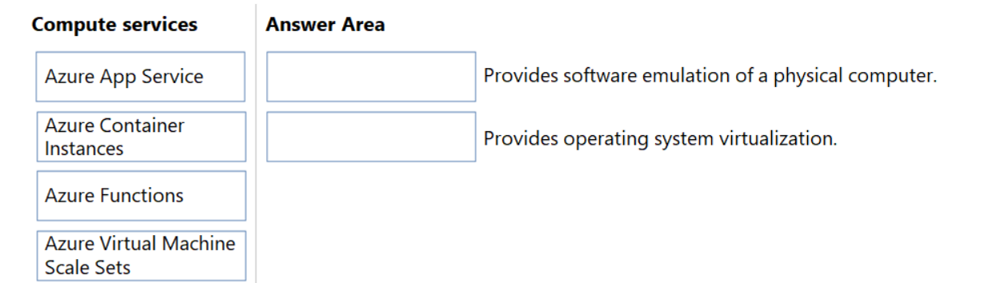 Compute services
Answer Area
Azure App Service
Provides software emulation of a physical computer.
Azure Container
Instances
Provides operating system virtualization.
Azure Functions
Azure Virtual Machine
Scale Sets